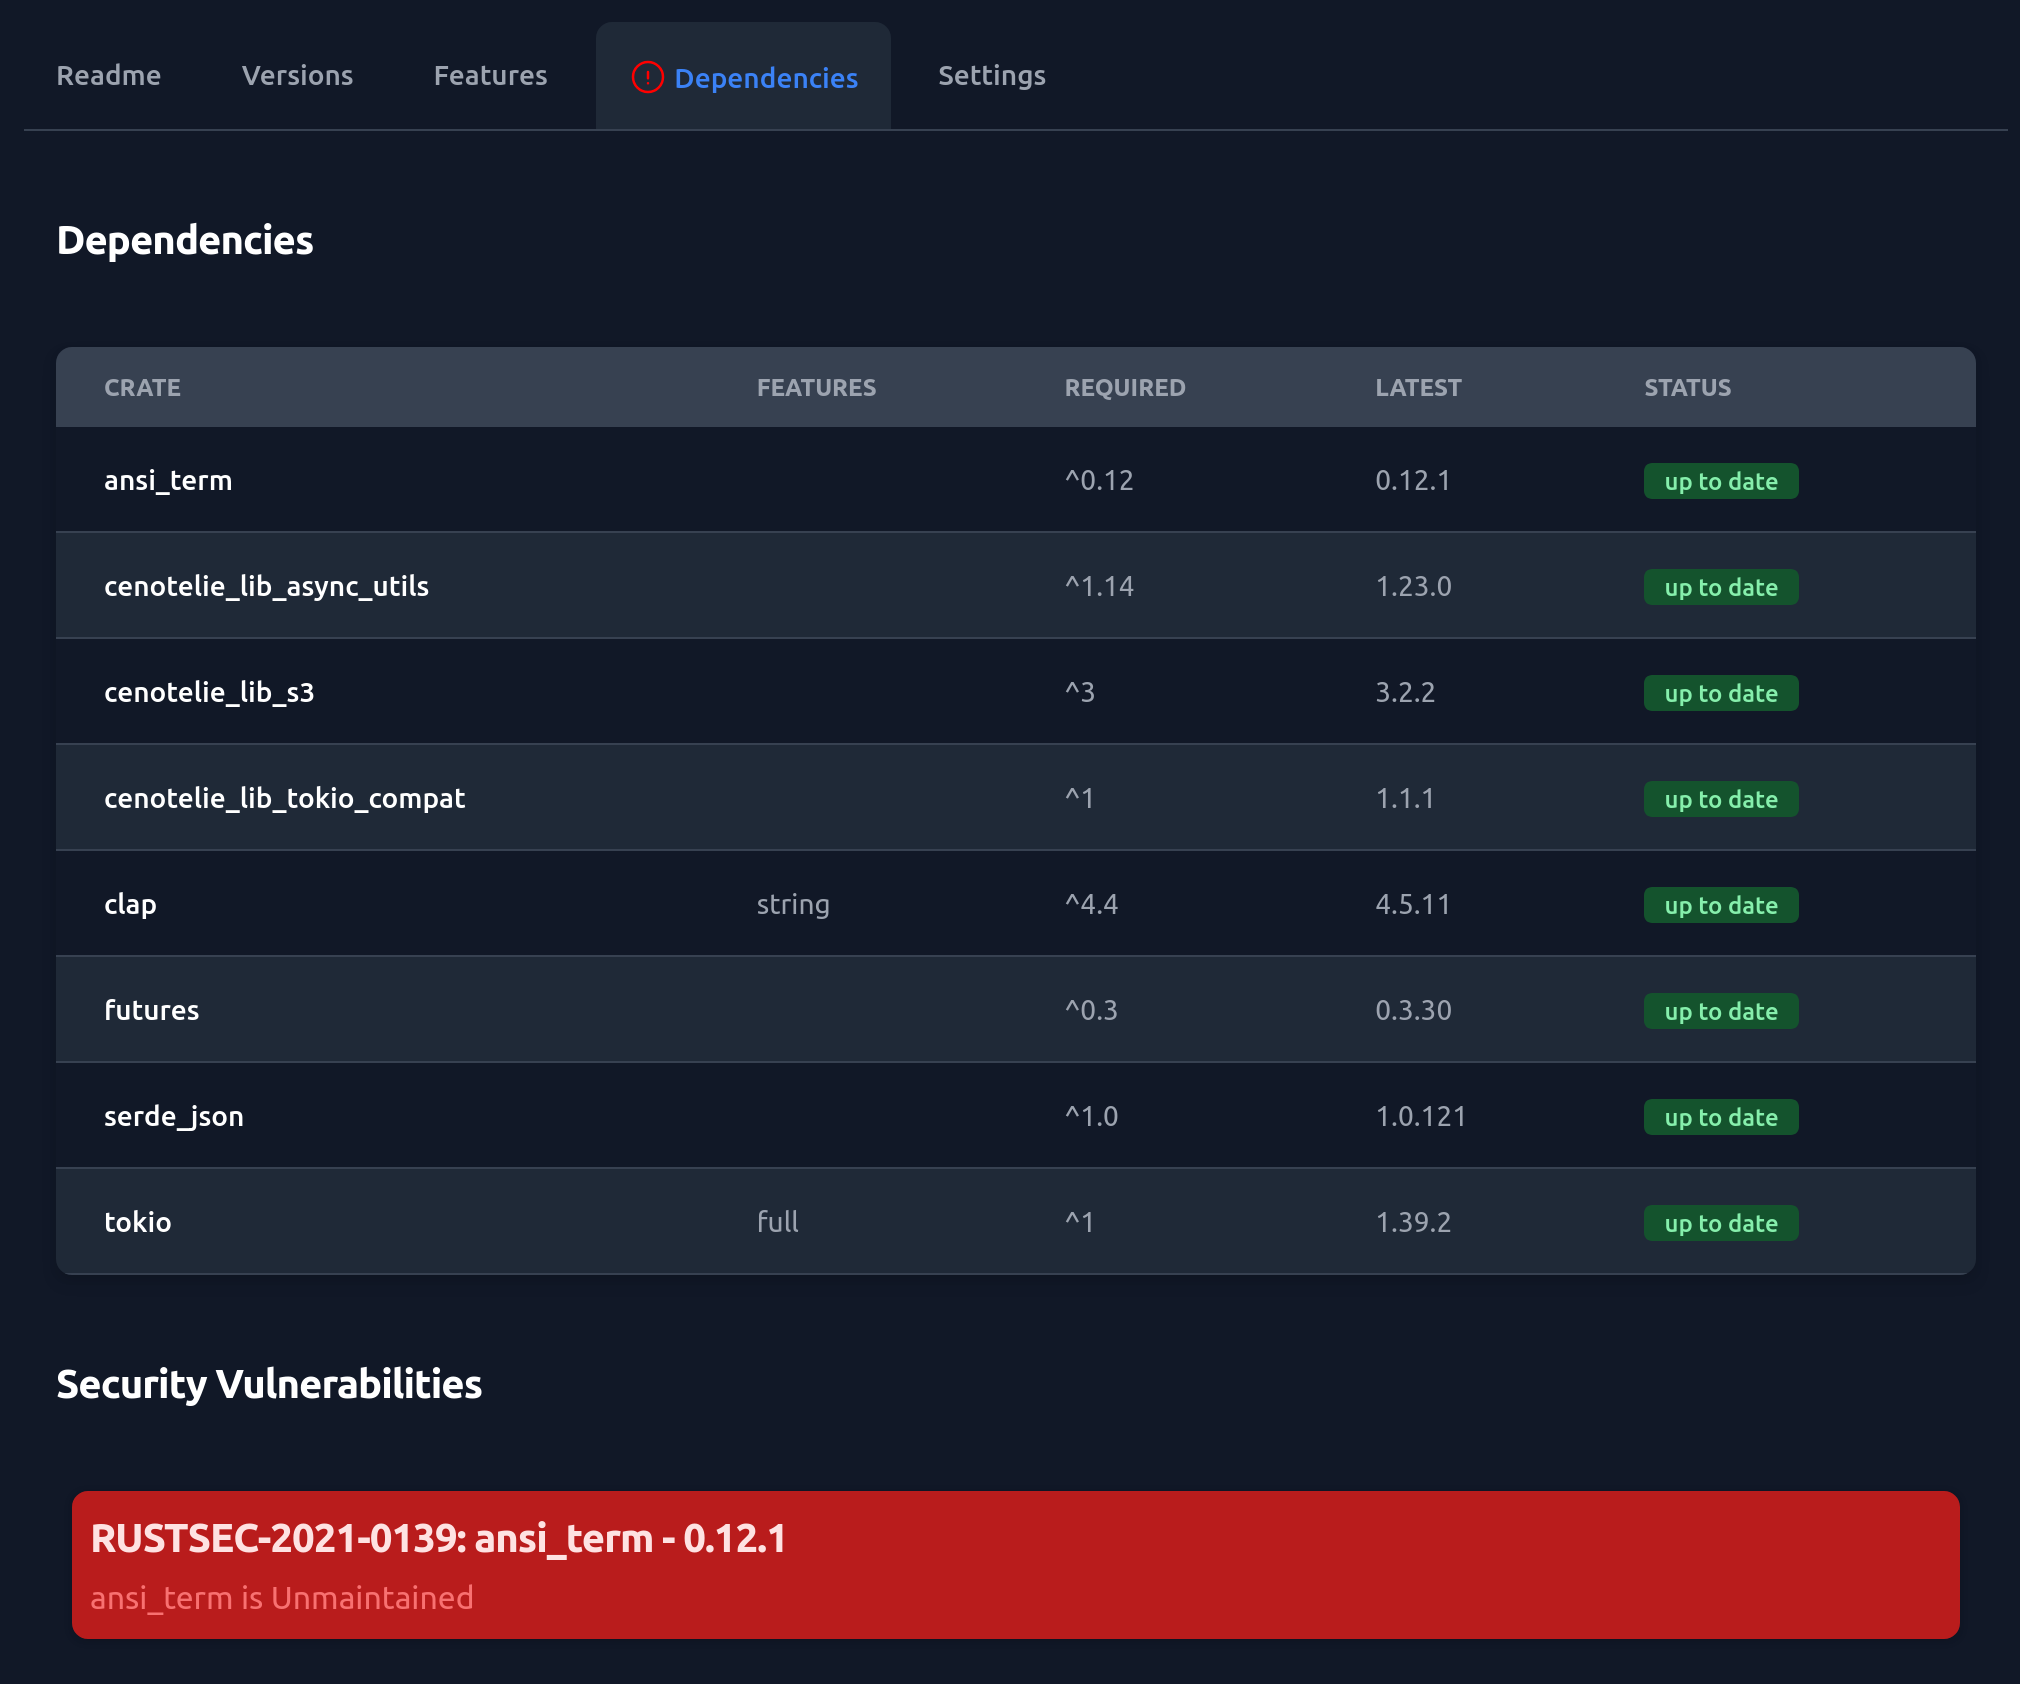 Readme Versions Features Dependencies Settings
Dependencies
CRATE FEATURES REQUIRED LATEST STATUS
ansi_term ^0.12 0.12.1 up to date
cenotelie_lib_async_utils ^1.14 1.23.0 up to date
cenotelie_lib_s3 ^3 3.2.2 up to date
cenotelie_lib_tokio_compat ^1 1.1.1 up to date
clap string ^4.4 4.5.11 up to date
futures ^0.3 0.3.30 up to date
serde_json ^1.0 1.0.121 up to date
tokio full ^1 1.39.2 up to date
Security Vulnerabilities
RUSTSEC-2021-0139: ansi_term - 0.12.1
ansi_term is Unmaintained